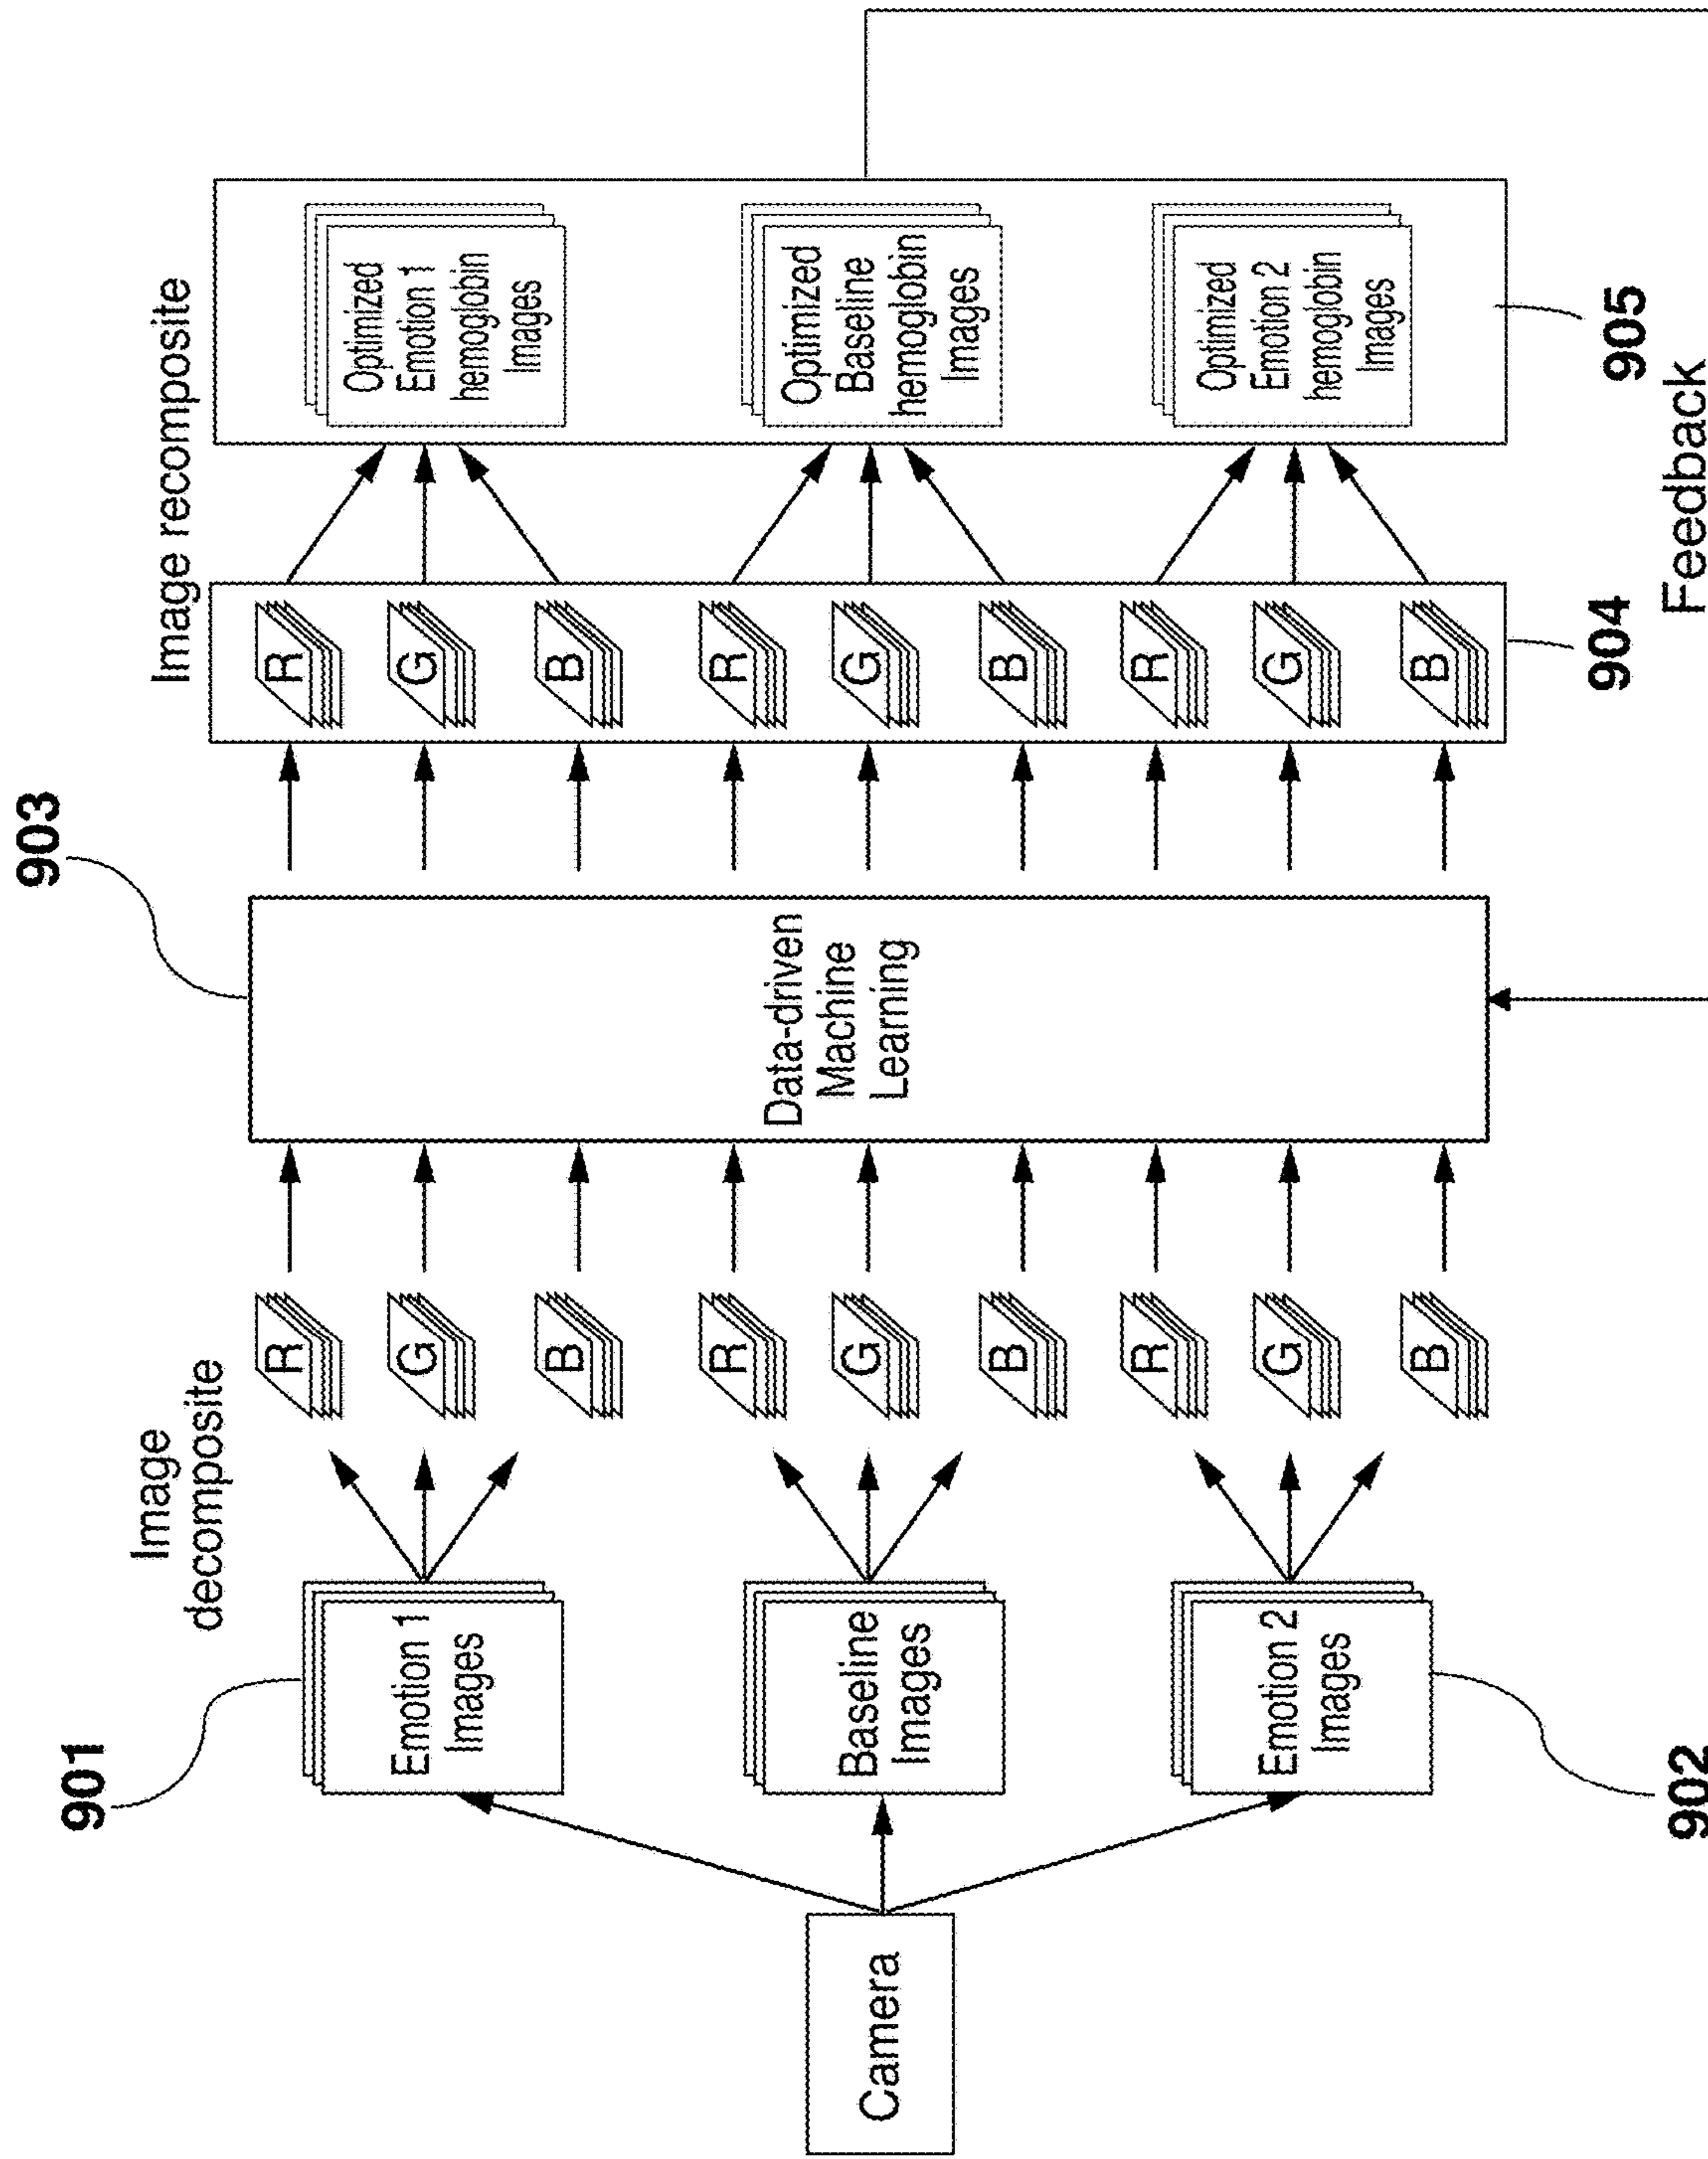 Camera
901
Emotion 1
Images
Baseline
Images
Emotion 2
Images
902
Image
decomposite
R
G
B
R
G
B
R
G
B
903
Data-driven
Machine
Learning
Image recomposite
R
G
B
R
G
B
R
G
B
904
Optimized
Emotion 1
hemoglobin
Images
Optimized
Baseline
hemoglobin
Images
Optimized
Emotion 2
hemoglobin
Images
905
Feedback